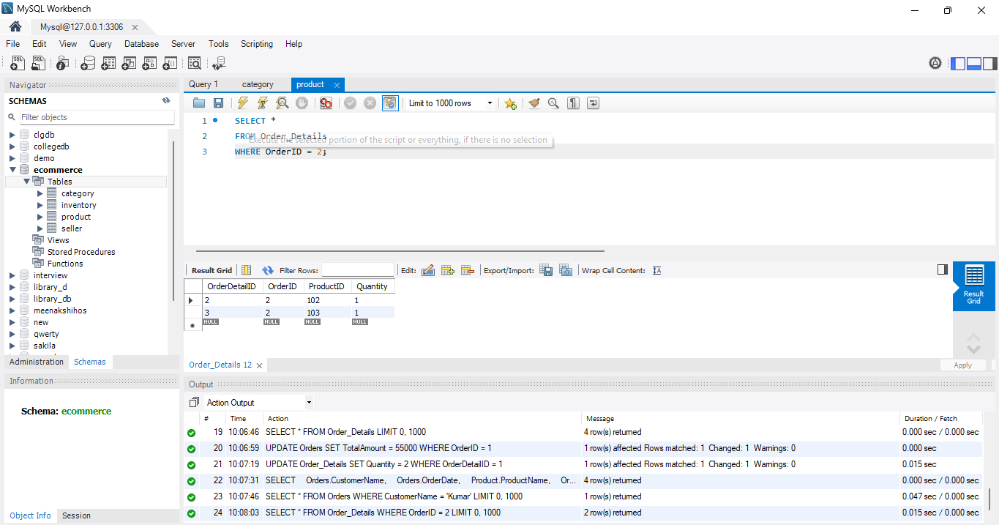 MySQL Workbench
Mysql@127.0.0.1:3306
File Edit View Query Database Server Tools Scripting Help
Navigator
SCHEMAS
Filter objects
clgdb
collegedb
demo
ecommerce
Tables
category
inventory
product
seller
Views
Stored Procedures
Functions
interview
library_d
library_db
meenakshihos
new
qwerty
sakila
Administration Schemas
Information
Schema: ecommerce
Object Info Session
Query 1 category product
Limit to 1000 rows
1 SELECT *
2 FROM Order_Details
Execute the selected portion of the script or everything, if there is no selection
3 WHERE OrderID = 2;
Result Grid Filter Rows: Edit: Export/Import: Wrap Cell Content:
OrderDetailID OrderID ProductID Quantity
2 2 102 1
3 2 103 1
NULL NULL NULL NULL
Result
Grid
Order_Details 12
Apply
Output
Action Output
# Time Action Message Duration / Fetch
19 10:06:46 SELECT * FROM Order_Details LIMIT 0, 1000 4 row(s) returned 0.000 sec / 0.000 sec
20 10:06:59 UPDATE Orders SET TotalAmount = 55000 WHERE OrderID = 1 1 row(s) affected Rows matched: 1 Changed: 1 Warnings: 0 0.000 sec
21 10:07:19 UPDATE Order_Details SET Quantity = 2 WHERE OrderDetailID = 1 1 row(s) affected Rows matched: 1 Changed: 1 Warnings: 0 0.015 sec
22 10:07:31 SELECT Orders.CustomerName, Orders.OrderDate, Product.ProductName, Or... 4 row(s) returned 0.000 sec / 0.000 sec
23 10:07:46 SELECT * FROM Orders WHERE CustomerName = 'Kumar' LIMIT 0, 1000 1 row(s) returned 0.047 sec / 0.000 sec
24 10:08:03 SELECT * FROM Order_Details WHERE OrderID = 2 LIMIT 0, 1000 2 row(s) returned 0.015 sec / 0.000 sec